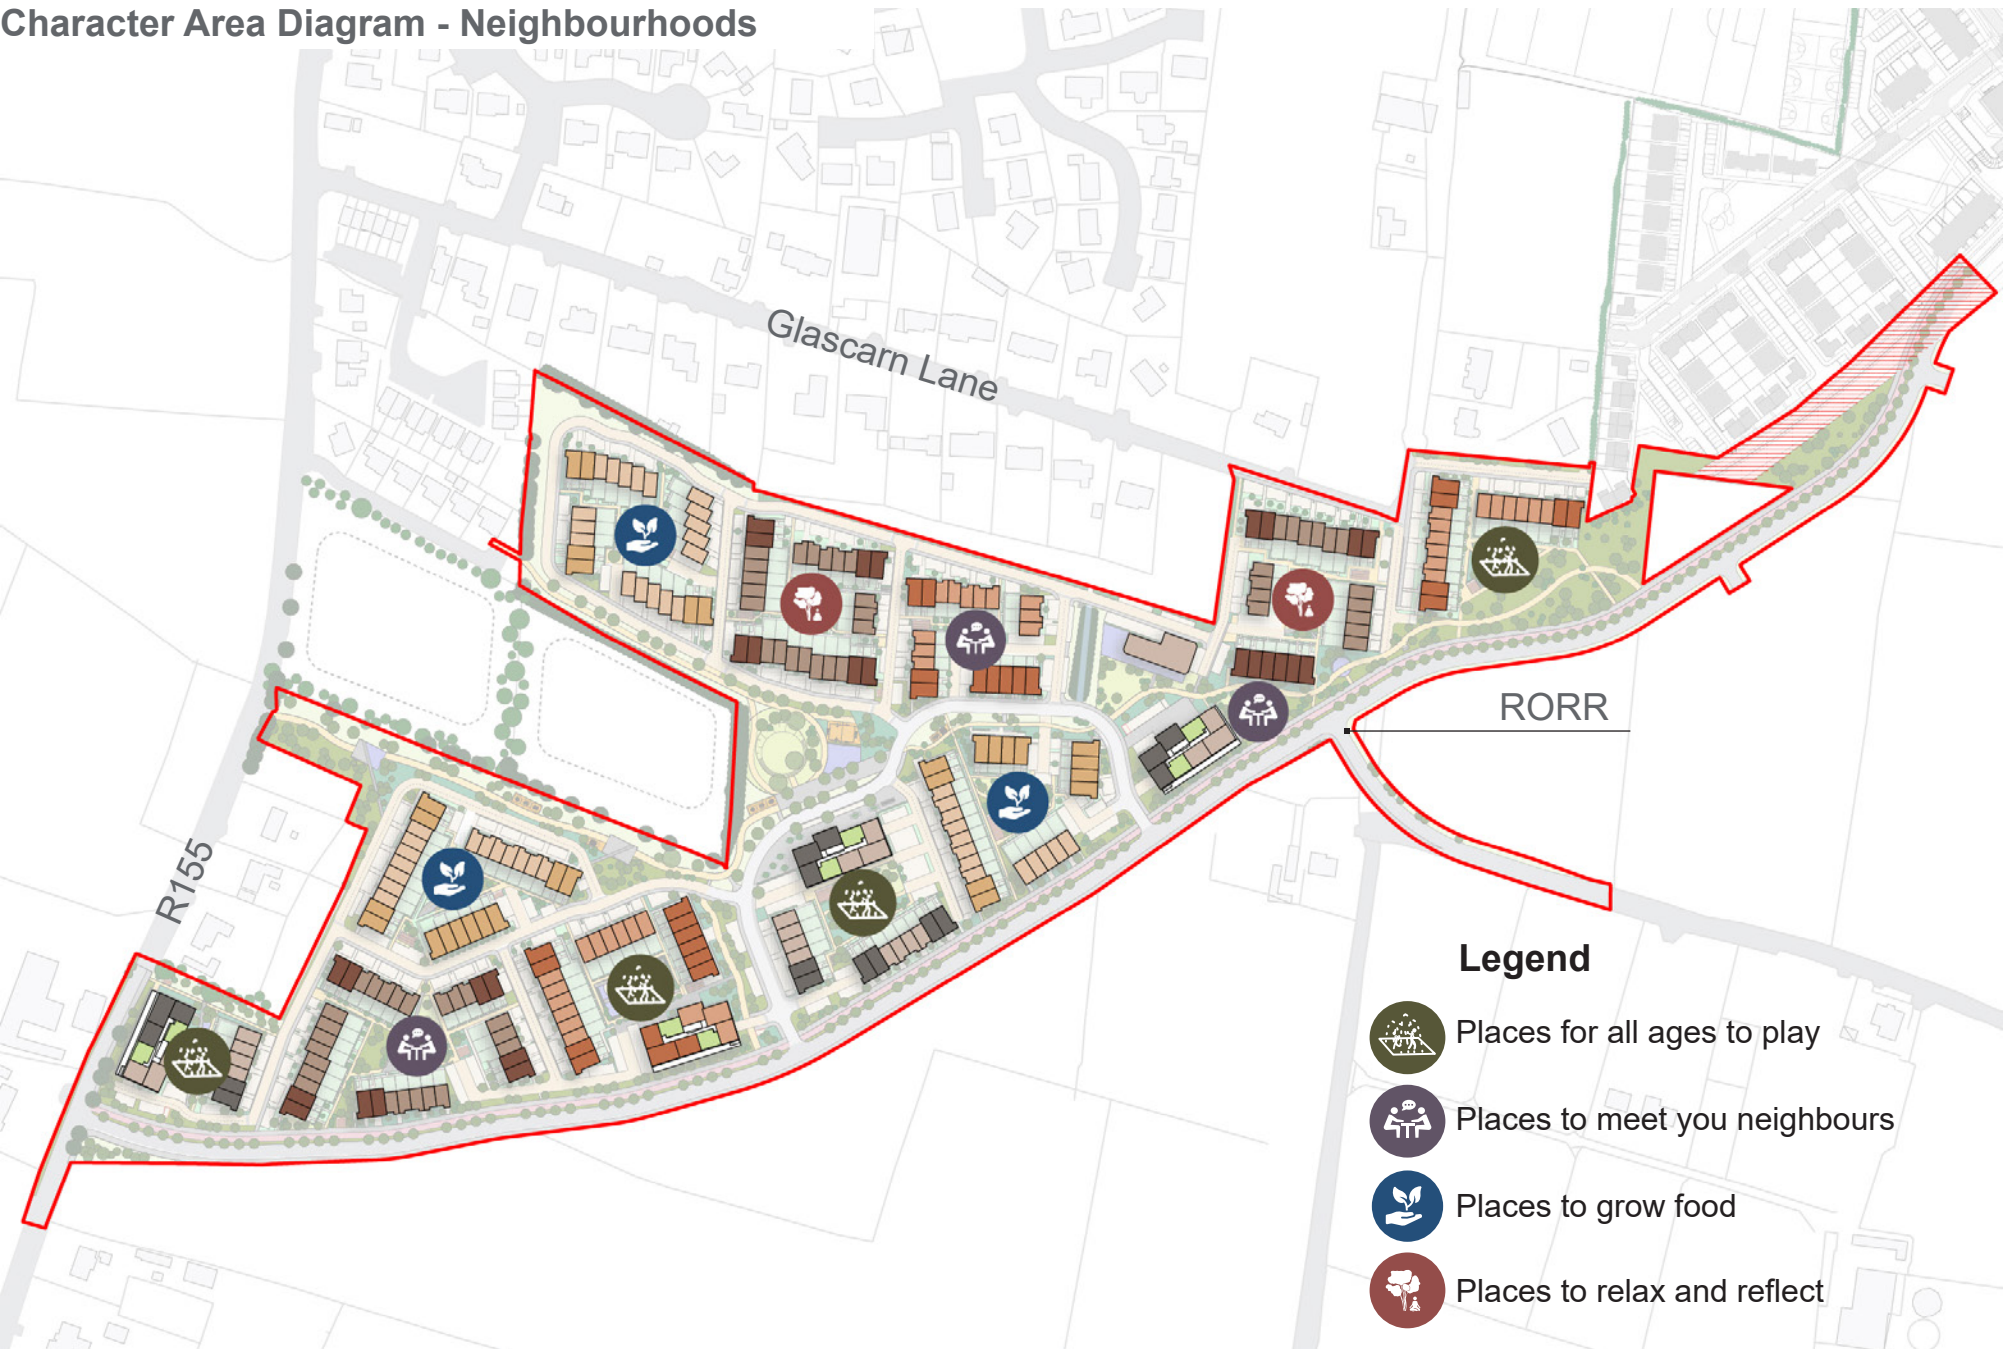 Character Area Diagram - Neighbourhoods
Glascarn Lane
RORR
R155
Legend
Places for all ages to play
Places to meet you neighbours
Places to grow food
Places to relax and reflect